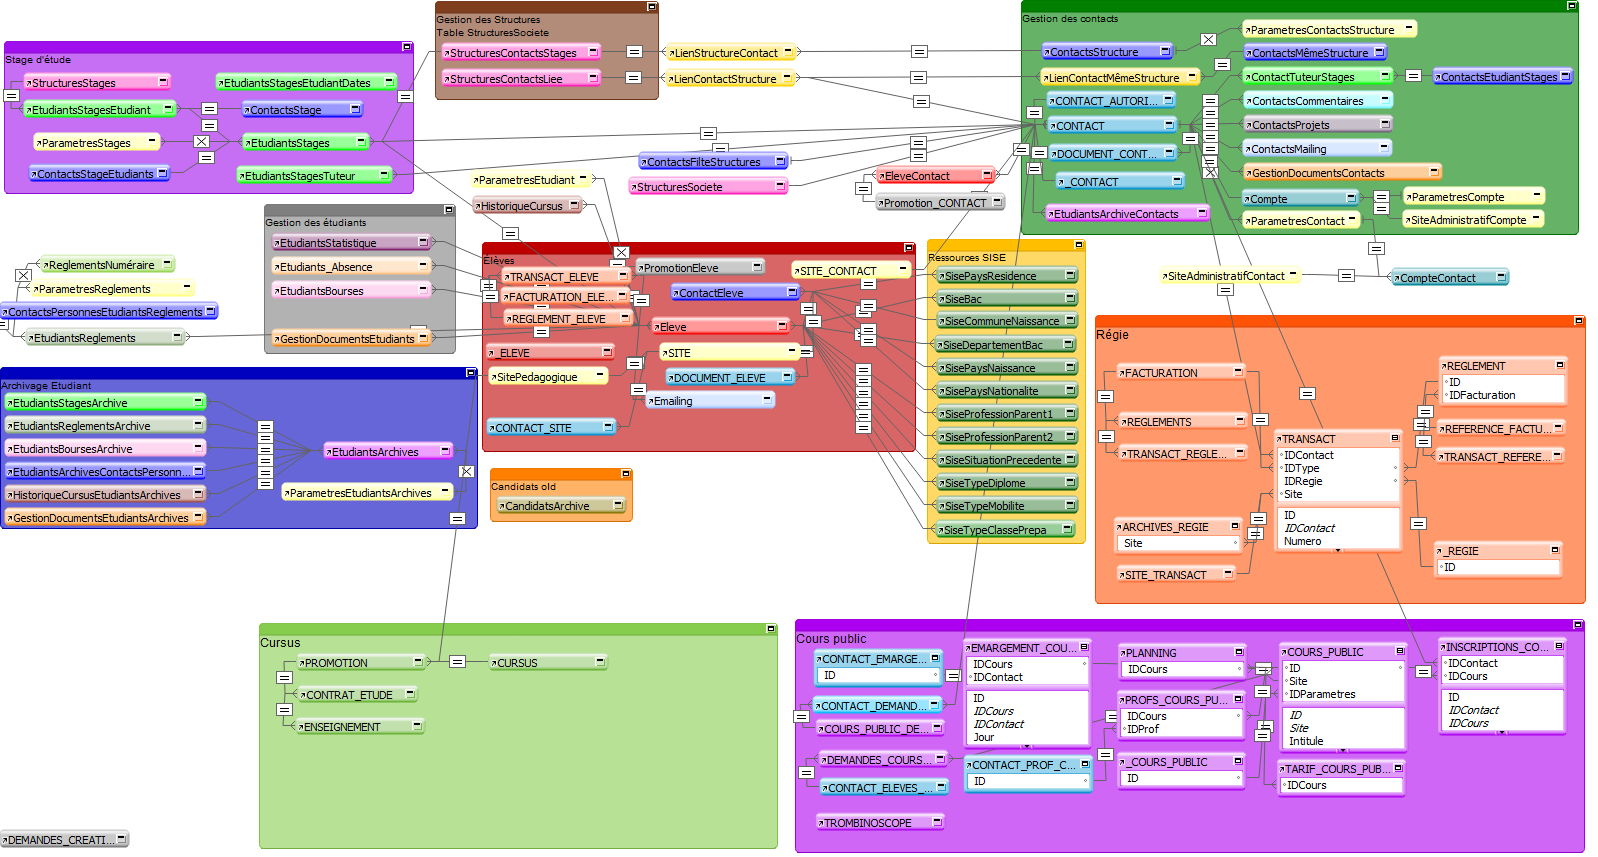 Gestion des Structures
Table StructuresSociete
StructuresContactsStages
StructuresContactsLiee
LienStructureContact
LienContactStructure
Gestion des contacts
ContactsStructure
LienContactMêmeStructure
CONTACT_AUTORI...
CONTACT
DOCUMENT_CONT...
_CONTACT
EtudiantsArchiveContacts
ParametresContactsStructure
ContactsMêmeStructure
ContactTuteurStages
ContactsEtudiantStages
ContactsCommentaires
ContactsProjets
ContactsMailing
GestionDocumentsContacts
Compte
ParametresCompte
ParametresContact
SiteAdministratifCompte
SiteAdministratifContact
CompteContact
Stage d'étude
StructuresStages
EtudiantsStagesEtudiantDates
EtudiantsStagesEtudiant
ContactsStage
ParametresStages
EtudiantsStages
ContactsStageEtudiants
EtudiantsStagesTuteur
ContactsFilteStructures
StructuresSociete
ParametresEtudiant
HistoriqueCursus
EleveContact
Promotion_CONTACT
Gestion des étudiants
EtudiantsStatistique
Etudiants_Absence
EtudiantsBourses
GestionDocumentsEtudiants
ReglementsNuméraire
ParametresReglements
ContactsPersonnesEtudiantsReglements
EtudiantsReglements
Élèves
TRANSACT_ELEVE
FACTURATION_ELE...
REGLEMENT_ELEVE
_ELEVE
SitePedagogique
CONTACT_SITE
PromotionEleve
ContactEleve
Eleve
SITE
DOCUMENT_ELEVE
Emailing
SITE_CONTACT
Ressources SISE
SisePaysResidence
SiseBac
SiseCommuneNaissance
SiseDepartementBac
SisePaysNaissance
SisePaysNationalite
SiseProfessionParent1
SiseProfessionParent2
SiseSituationPrecedente
SiseTypeDiplome
SiseTypeMobilite
SiseTypeClassePrepa
Archivage Etudiant
EtudiantsStagesArchive
EtudiantsReglementsArchive
EtudiantsBoursesArchive
EtudiantsArchivesContactsPersonn...
HistoriqueCursusEtudiantsArchives
GestionDocumentsEtudiantsArchives
EtudiantsArchives
ParametresEtudiantsArchives
Candidats old
CandidatsArchive
Régie
FACTURATION
REGLEMENTS
TRANSACT_REGLE...
ARCHIVES_REGIE
Site
SITE_TRANSACT
TRANSACT
IDContact
IDType
IDRegie
Site
ID
IDContact
Numero
REGLEMENT
ID
IDFacturation
REFERENCE_FACTU...
TRANSACT_REFERE...
_REGIE
ID
Cursus
PROMOTION
CURSUS
CONTRAT_ETUDE
ENSEIGNEMENT
Cours public
CONTACT_EMARGE...
ID
CONTACT_DEMAND...
COURS_PUBLIC_DE...
DEMANDES_COURS...
CONTACT_ELEVES_...
TROMBINOSCOPE
EMARGEMENT_COU...
IDCours
IDContact
ID
IDCours
IDContact
Jour
CONTACT_PROF_C...
ID
PLANNING
IDCours
PROFS_COURS_PU...
IDCours
IDProf
_COURS_PUBLIC
ID
COURS_PUBLIC
ID
Site
IDParametres
ID
Site
Intitule
TARIF_COURS_PUB...
IDCours
INSCRIPTIONS_CO...
IDContact
IDCours
ID
IDContact
IDCours
DEMANDES_CREATI...